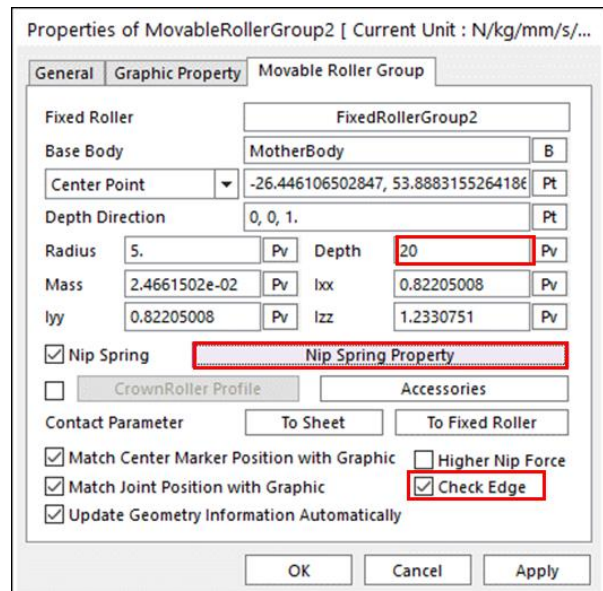 Properties of MovableRollerGroup2 [ Current Unit : N/kg/mm/s/...
General Graphic Property Movable Roller Group
Fixed Roller FixedRollerGroup2
Base Body MotherBody B
Center Point -26.446106502847, 53.8883155264186 Pt
Depth Direction 0, 0, 1. Pt
Radius 5. Pv Depth 20 Pv
Mass 2.4661502e-02 Pv Ixx 0.82205008 Pv
Iyy 0.82205008 Pv Izz 1.2330751 Pv
Nip Spring Nip Spring Property
CrownRoller Profile Accessories
Contact Parameter To Sheet To Fixed Roller
Match Center Marker Position with Graphic Higher Nip Force
Match Joint Position with Graphic Check Edge
Update Geometry Information Automatically
OK Cancel Apply